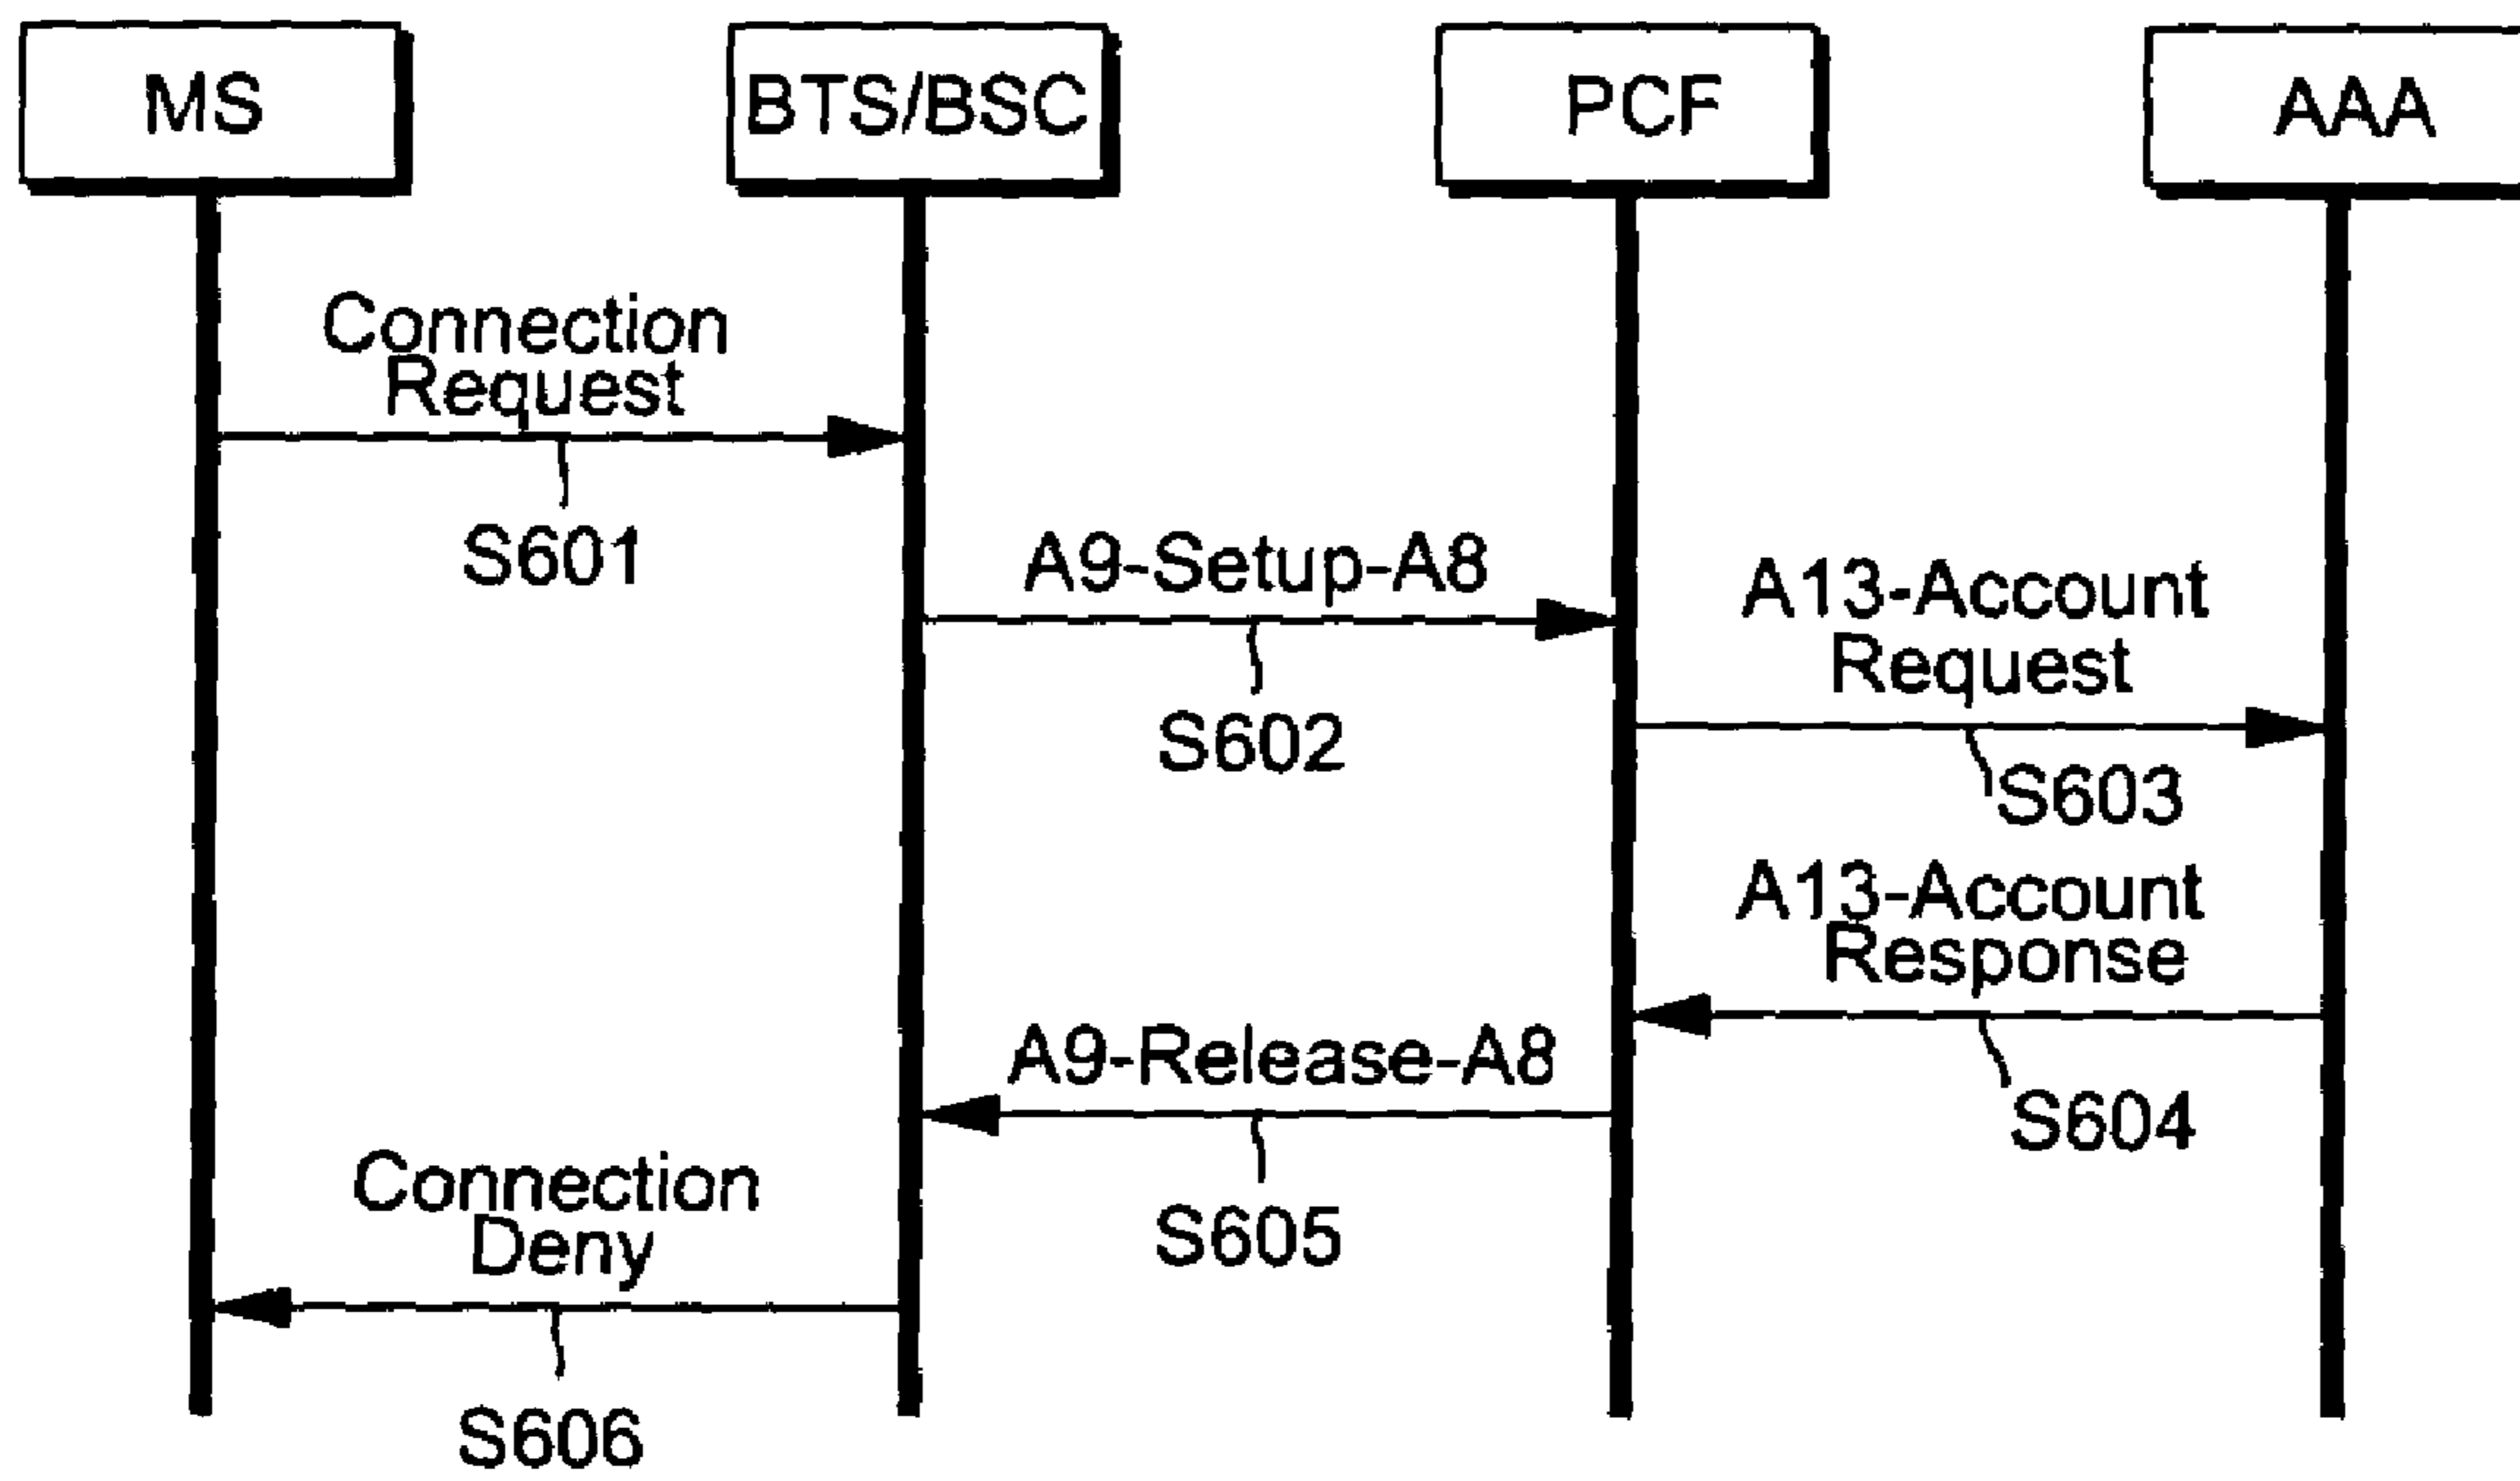 MS
BTS/BSC
PCF
AAA
Connection
Request
S601
A9-Setup-A8
S602
A13-Account
Request
S603
A13-Account
Response
S604
A9-Release-A8
S605
Connection
Deny
S606